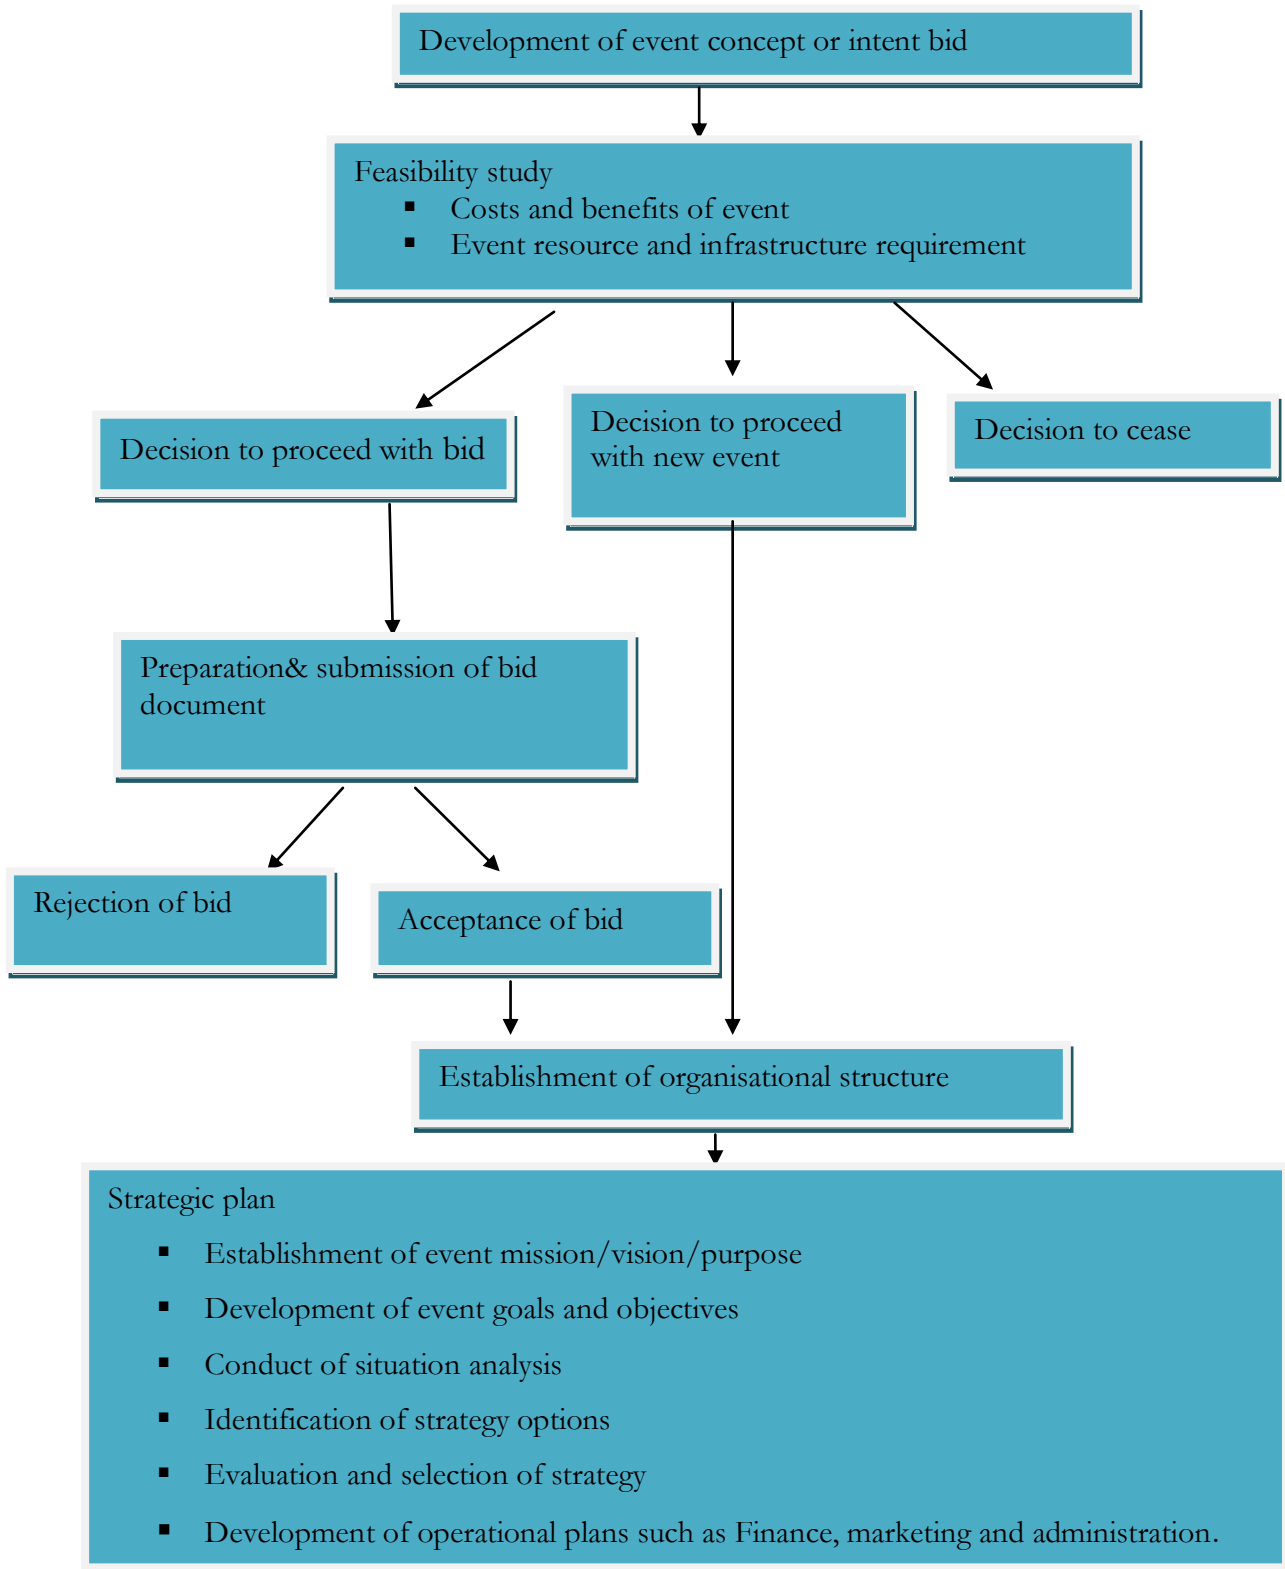 Development of event concept or intent bid
Feasibility study
▪ Costs and benefits of event
▪ Event resource and infrastructure requirement
Decision to proceed with bid
Decision to proceed
with new event
Decision to cease
Preparation& submission of bid
document
Rejection of bid
Acceptance of bid
Establishment of organisational structure
Strategic plan
▪ Establishment of event mission/vision/purpose
▪ Development of event goals and objectives
▪ Conduct of situation analysis
▪ Identification of strategy options
▪ Evaluation and selection of strategy
▪ Development of operational plans such as Finance, marketing and administration.